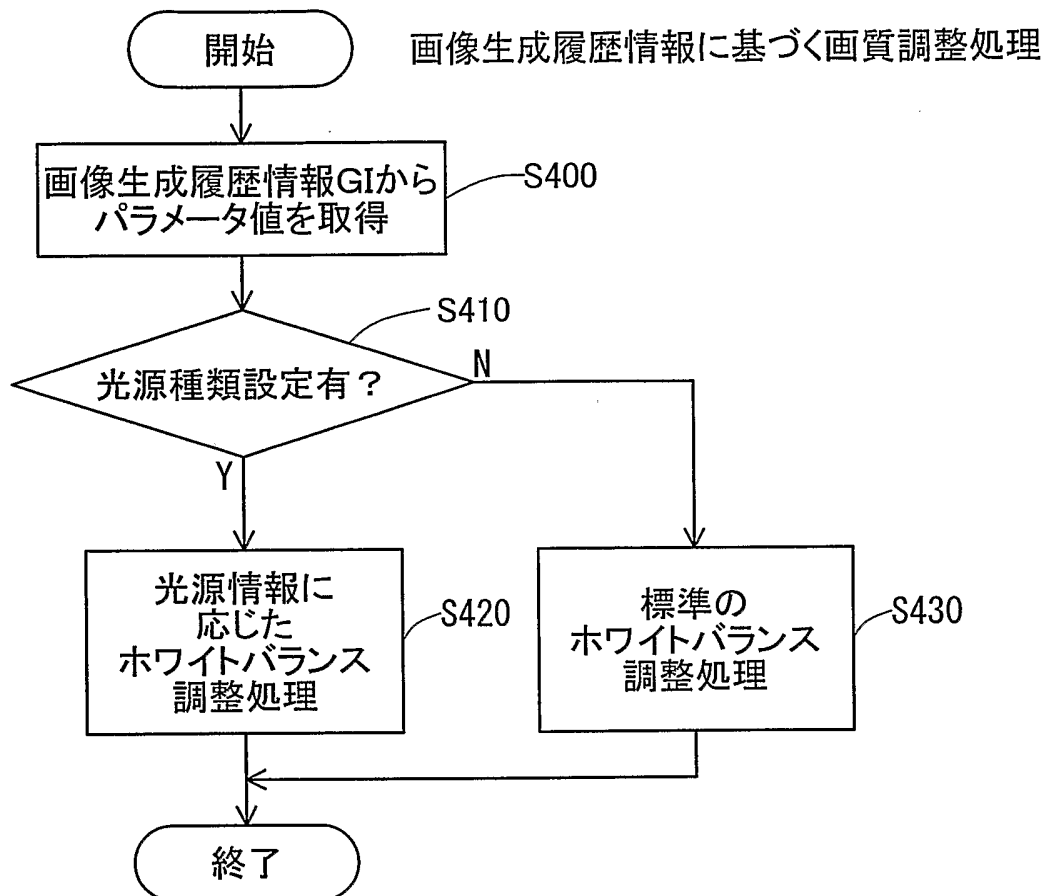 開始
画像生成履歴情報に基づく画質調整処理
画像生成履歴情報GIから
パラメータ値を取得
S400
S410
光源種類設定有?
N
Y
光源情報に
応じた
ホワイトバランス
調整処理
S420
標準の
ホワイトバランス
調整処理
S430
終了